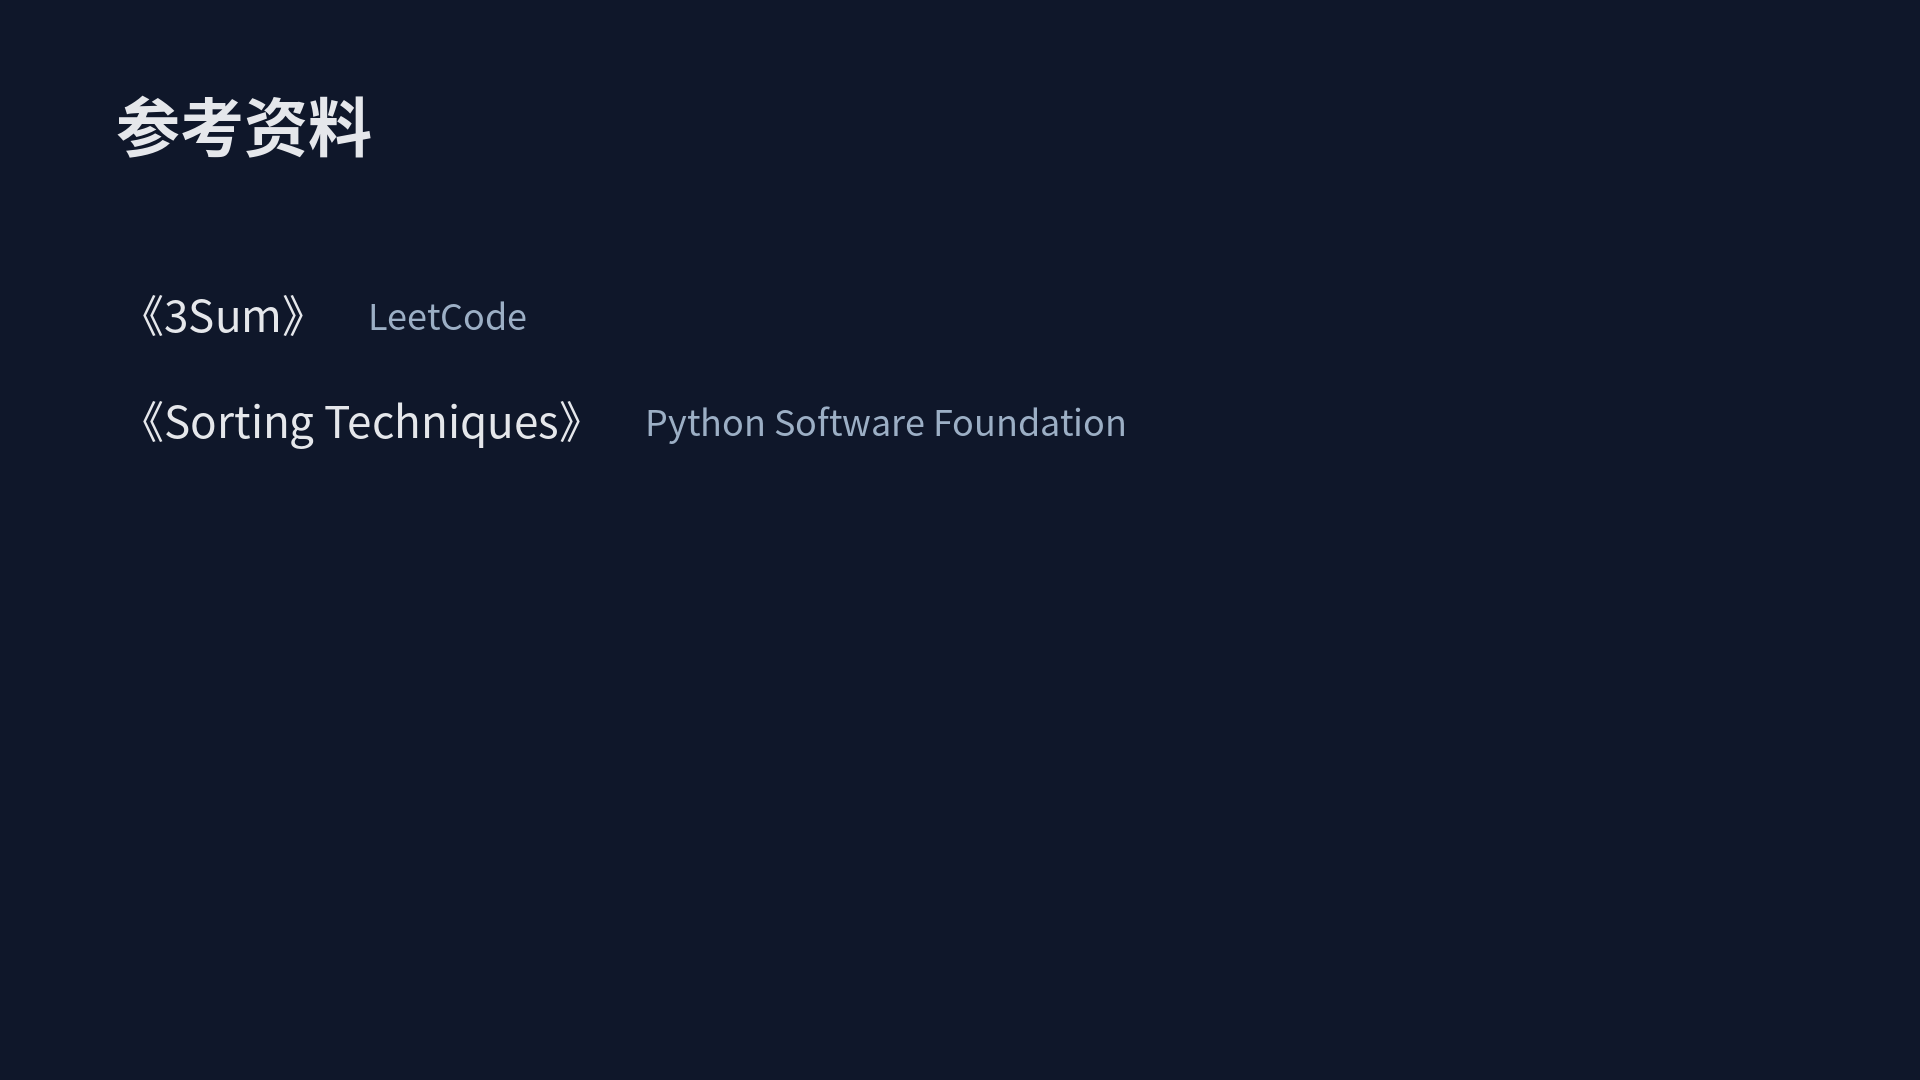 参考资料
《3Sum》 LeetCode
《Sorting Techniques》 Python Software Foundation